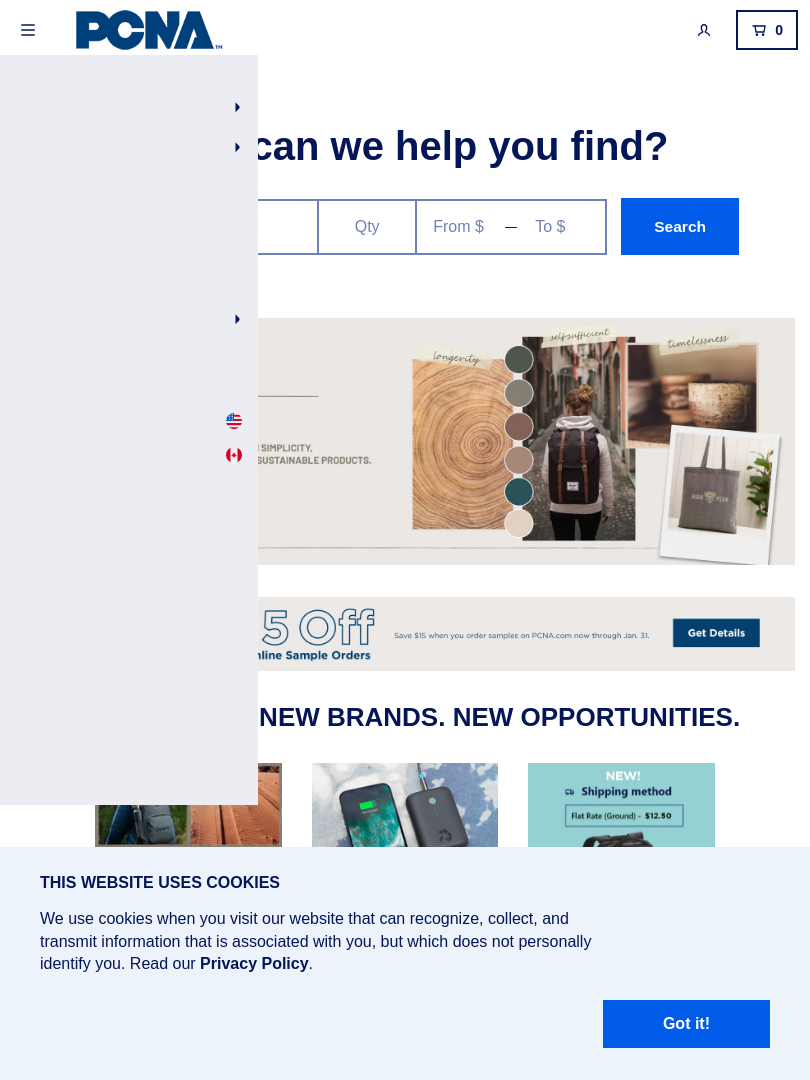 PCNA TM
0
can we help you find?
Qty
From $ — To $
Search
longerity
self-sufficient
timelessness
SIMPLICITY,
SUSTAINABLE PRODUCTS.
HIGH PEAK
5 Off
nline Sample Orders
Save $15 when you order samples on PCNA.com now through Jan. 31.
Get Details
NEW BRANDS. NEW OPPORTUNITIES.
NEW!
Shipping method
Flat Rate (Ground) - $12.50
THIS WEBSITE USES COOKIES
We use cookies when you visit our website that can recognize, collect, and
transmit information that is associated with you, but which does not personally
identify you. Read our Privacy Policy.
Got it!